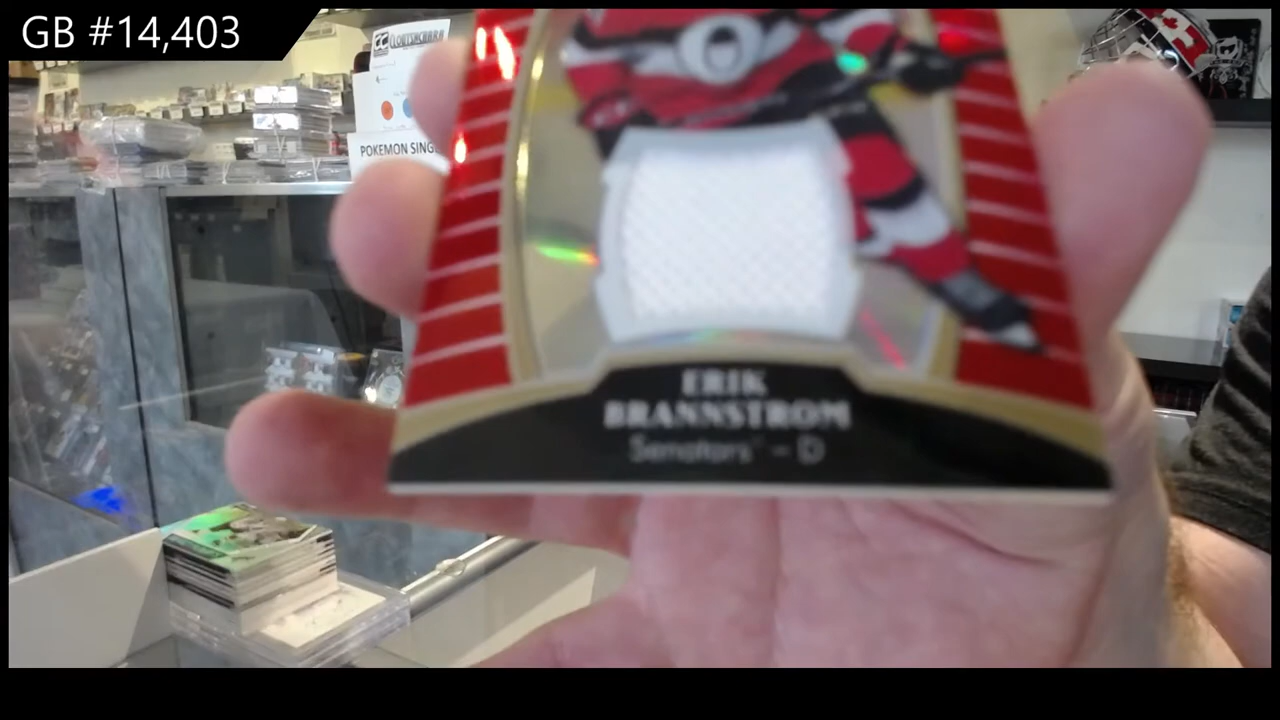 GB #14,403
POKEMON SING
ERIK
BRANNSTROM
Senators - D